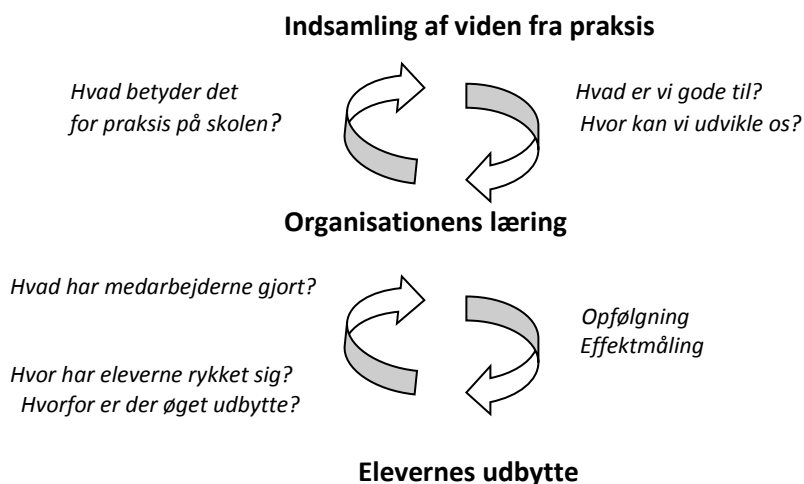 Indsamling af viden fra praksis
Hvad betyder det
for praksis på skolen?
Hvad er vi gode til?
Hvor kan vi udvikle os?
Organisationens læring
Hvad har medarbejderne gjort?
Hvor har eleverne rykket sig?
Hvorfor er der øget udbytte?
Opfølgning
Effektmåling
Elevernes udbytte